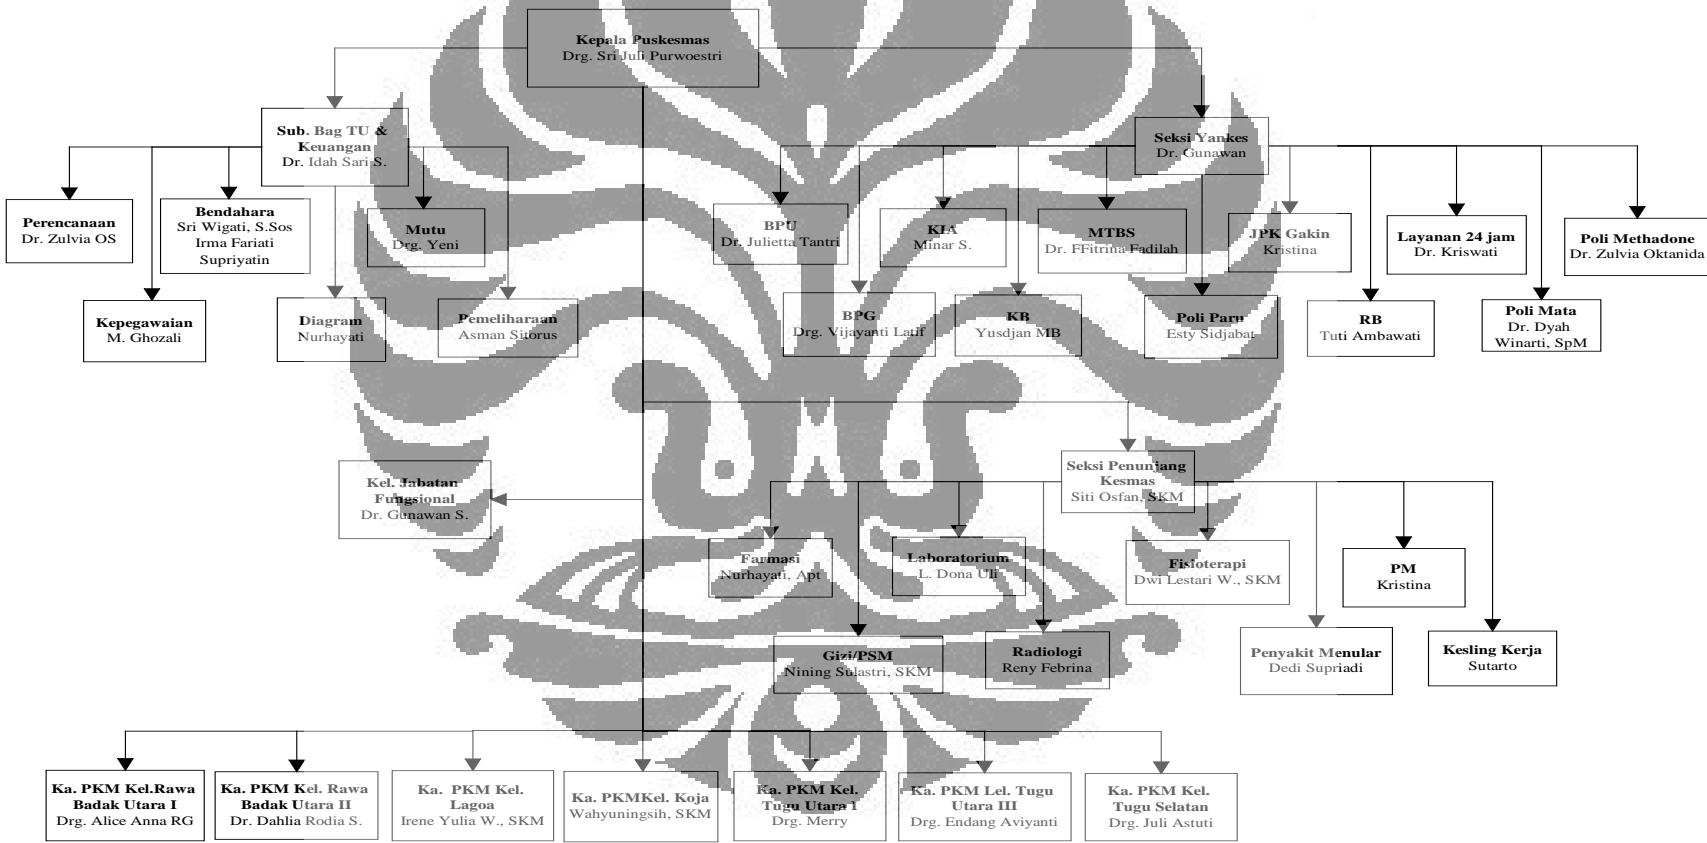 Kepala Puskesmas
Drg. Sri Juli Purwoestri
Sub. Bag TU &
Keuangan
Dr. Idah Sari S.
Seksi Yankes
Dr. Gunawan
Perencanaan
Dr. Zulvia OS
Bendahara
Sri Wigati, S.Sos
Irma Fariati
Supriyatin
Mutu
Drg. Yeni
BPU
Dr. Julietta Tantri
KIA
Minar S.
MTBS
Dr. FFitrina Fadilah
JPK Gakin
Kristina
Layanan 24 jam
Dr. Kriswati
Poli Methadone
Dr. Zulvia Oktanida
Kepegawaian
M. Ghozali
Diagram
Nurhayati
Pemeliharaan
Asman Sitorus
BPG
Drg. Vijayanti Latif
KB
Yusdjan MB
Poli Paru
Esty Sidjabat
RB
Tuti Ambawati
Poli Mata
Dr. Dyah
Winarti, SpM
Kel. Jabatan
Fungsional
Dr. Gunawan S.
Seksi Penunjang
Kesmas
Siti Osfan, SKM
Farmasi
Nurhayati, Apt
Laboratorium
L. Dona Uli
Fisioterapi
Dwi Lestari W., SKM
PM
Kristina
Gizi/PSM
Nining Sulastri, SKM
Radiologi
Reny Febrina
Penyakit Menular
Dedi Supriadi
Kesling Kerja
Sutarto
Ka. PKM Kel.Rawa
Badak Utara I
Drg. Alice Anna RG
Ka. PKM Kel. Rawa
Badak Utara II
Dr. Dahlia Rodia S.
Ka. PKM Kel.
Lagoa
Irene Yulia W., SKM
Ka. PKMKel. Koja
Wahyuningsih, SKM
Ka. PKM Kel.
Tugu Utara I
Drg. Merry
Ka. PKM Lel. Tugu
Utara III
Drg. Endang Aviyanti
Ka. PKM Kel.
Tugu Selatan
Drg. Juli Astuti